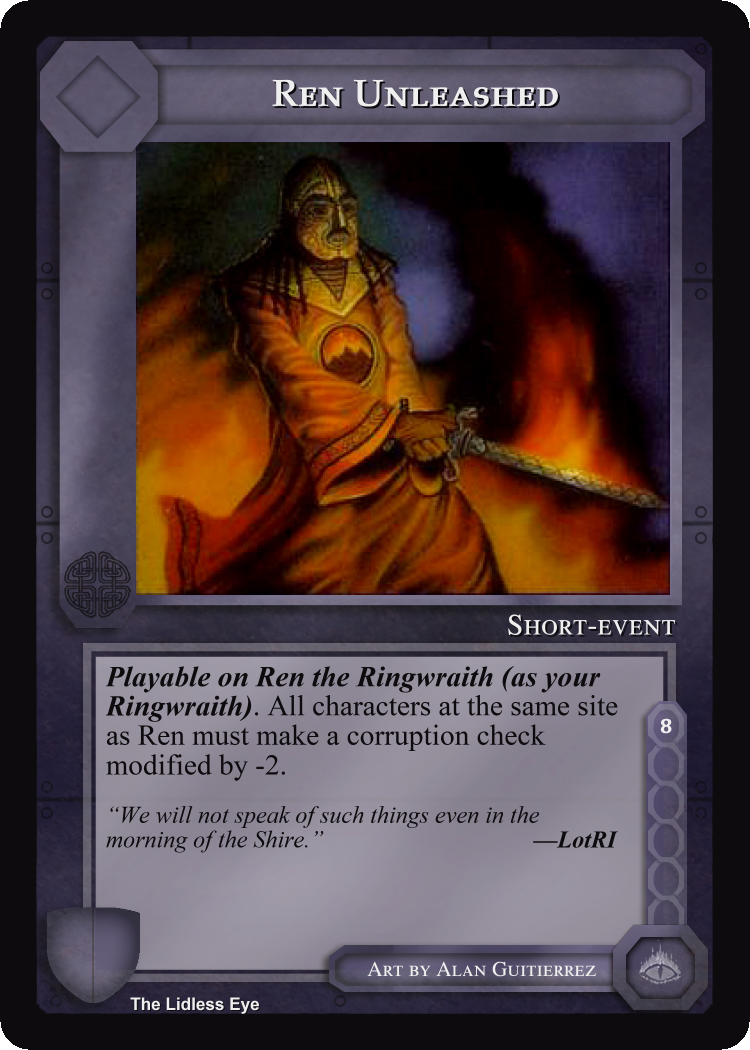 Ren Unleashed
Short-event
Playable on Ren the Ringwraith (as your
Ringwraith). All characters at the same site
as Ren must make a corruption check
modified by -2.
8
“We will not speak of such things even in the
morning of the Shire.”
—LotRI
Art by Alan Guitierrez
The Lidless Eye